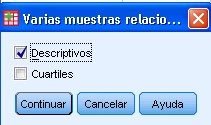 Varias muestras relacio...
Descriptivos
Cuartiles
Continuar Cancelar Ayuda